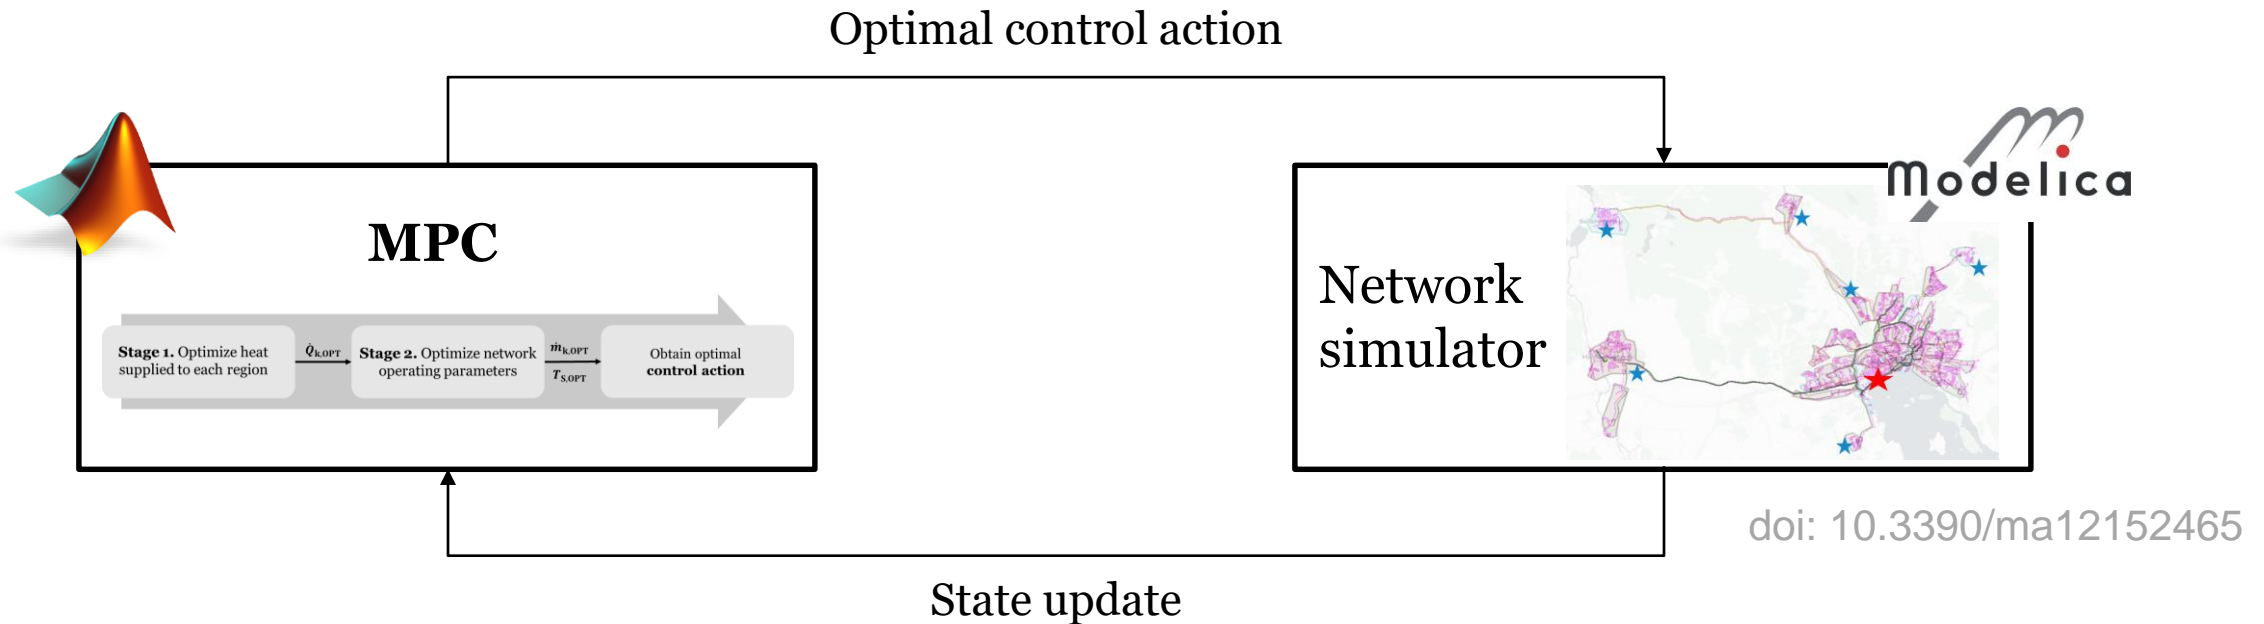 Optimal control action
MPC
Stage 1. Optimize heat
supplied to each region
Q̇k,OPT
Stage 2. Optimize network
operating parameters
ṁk,OPT
TS,OPT
Obtain optimal
control action
Modelica
Network
simulator
doi: 10.3390/ma12152465
State update